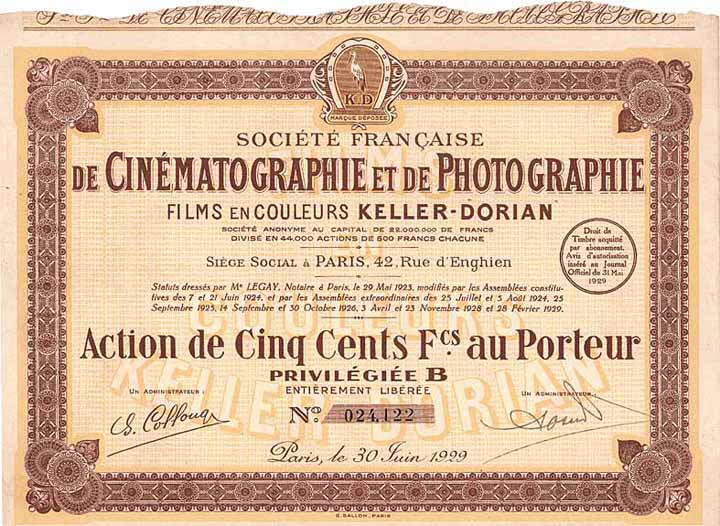 K D
MARQUE DÉPOSÉE
SOCIÉTÉ FRANÇAISE
DE CINÉMATOGRAPHIE ET DE PHOTOGRAPHIE
FILMS EN COULEURS KELLER-DORIAN
SOCIÉTÉ ANONYME AU CAPITAL DE 22.000.000 DE FRANCS
DIVISÉ EN 44.000 ACTIONS DE 500 FRANCS CHACUNE
SIÈGE SOCIAL à PARIS, 42, Rue d'Enghien
Droit de
Timbre acquitté
par abonnement.
Avis d'autorisation
inséré au Journal
Officiel du 31 Mai
1929
Statuts dressés par Me LEGAY, Notaire à Paris, le 29 Mai 1923, modifiés par les Assemblées constitu-
tives des 7 et 21 Juin 1924, et par les Assemblées extraordinaires des 25 Juillet et 5 Août 1924, 25
Septembre 1925, 14 Septembre et 30 Octobre 1926, 3 Avril et 23 Novembre 1928 et 28 Février 1929.
COULEURS
KELLER-DORIAN
Action de Cinq Cents Fcs au Porteur
PRIVILÉGIÉE B
ENTIÈREMENT LIBÉRÉE
UN ADMINISTRATEUR :
UN ADMINISTRATEUR :
No 024,122
Paris, le 30 Juin 1929
G. BALLON, PARIS